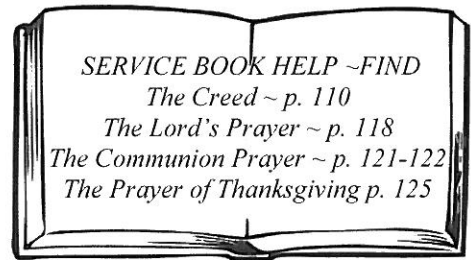 SERVICE BOOK HELP ~FIND
The Creed ~ p. 110
The Lord's Prayer ~ p. 118
The Communion Prayer ~ p. 121-122
The Prayer of Thanksgiving p. 125